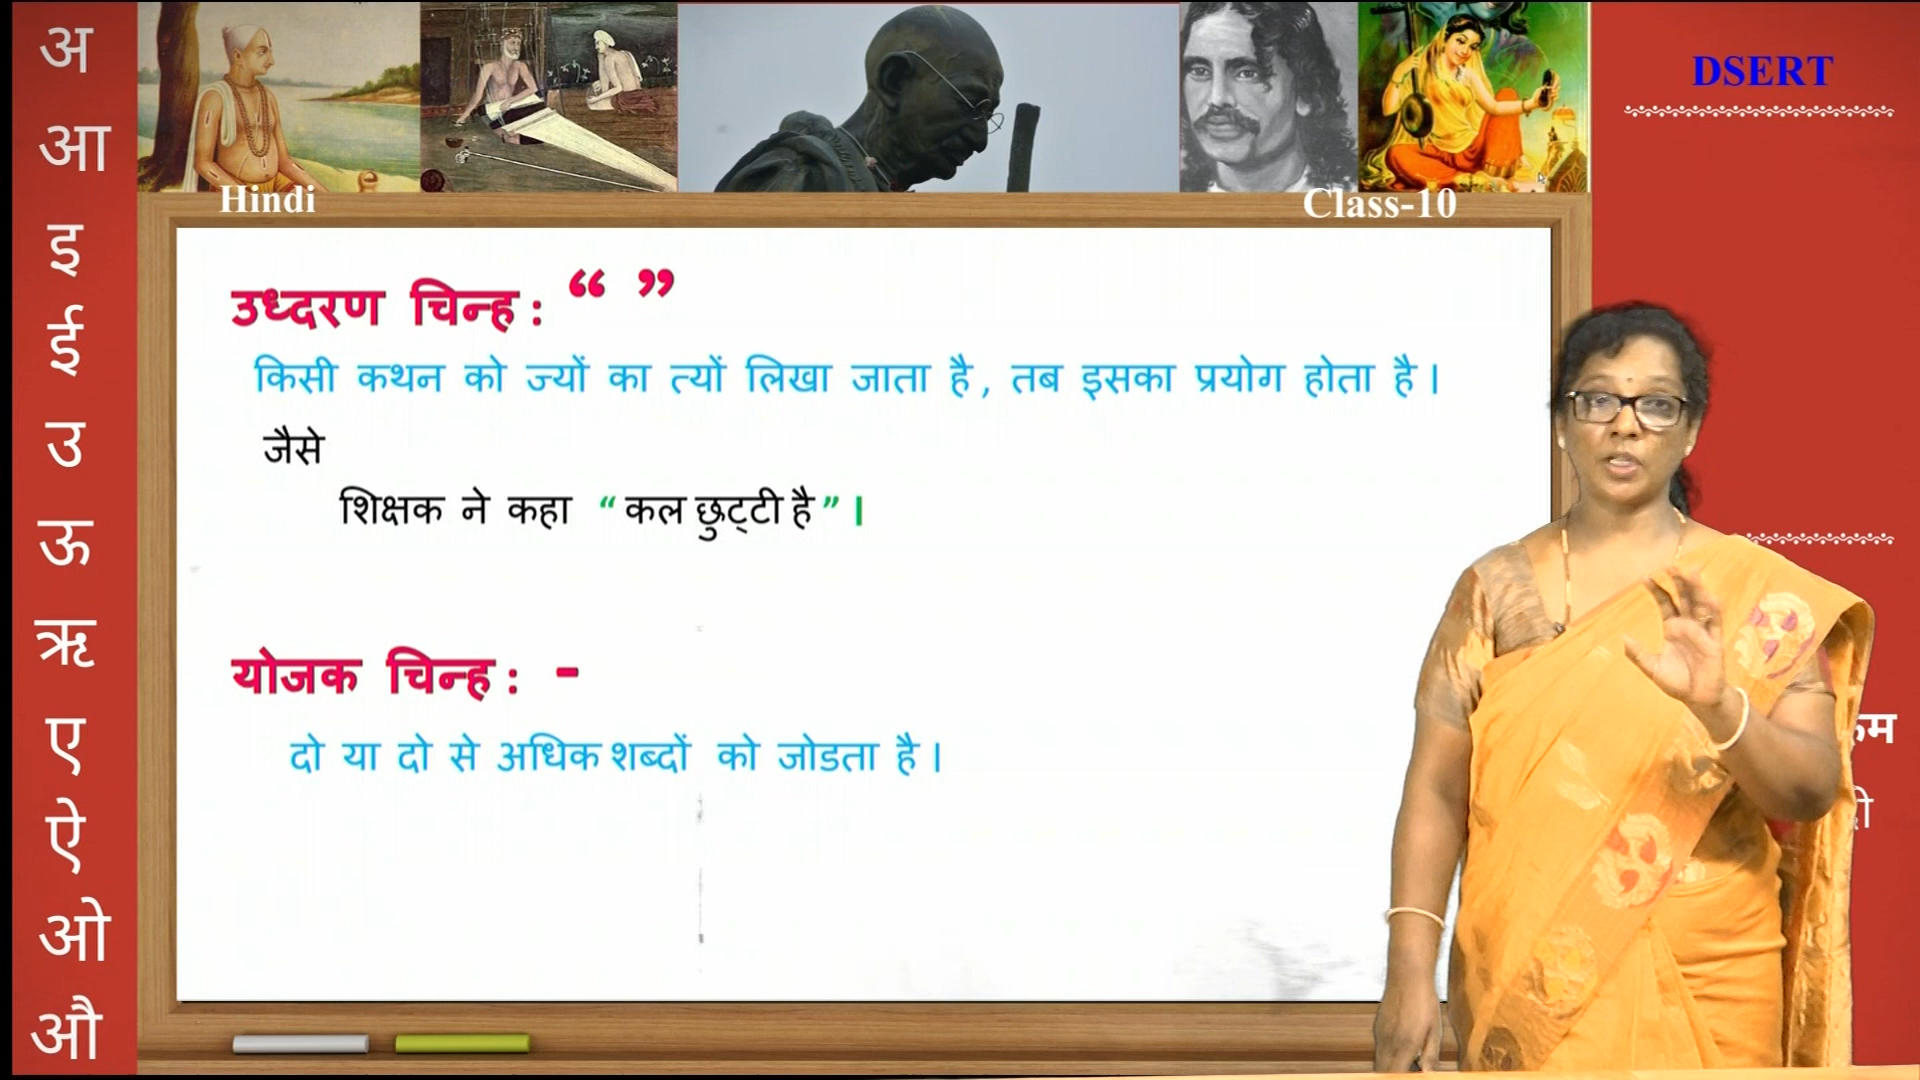 अ
आ
इ
ई
उ
ऊ
ऋ
ए
ऐ
ओ
औ
Hindi
Class-10
DSERT
उध्दरण चिन्ह : “ ”
किसी कथन को ज्यों का त्यों लिखा जाता है, तब इसका प्रयोग होता है।
जैसे
शिक्षक ने कहा “ कल छुट्टी है ” ।
योजक चिन्ह : -
दो या दो से अधिक शब्दों को जोडता है।